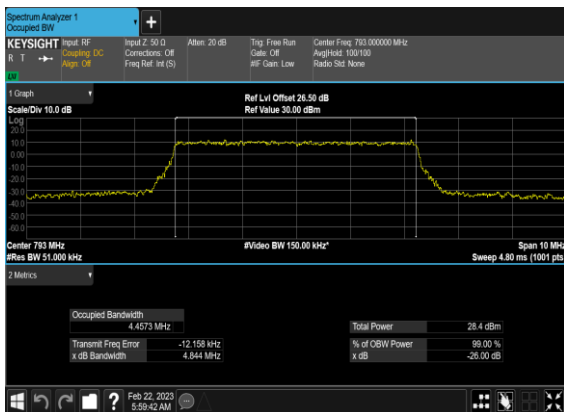 Spectrum Analyzer 1
Occupied BW
+
KEYSIGHT Input: RF Input Z: 50 Ω Atten: 20 dB Trig: Free Run Center Freq: 793.000000 MHz
R T Coupling: DC Corrections: Off Gate: Off Avg|Hold: 100/100
Align: Off Freq Ref: Int (S) #IF Gain: Low Radio Std: None
LXI
1 Graph
Ref Lvl Offset 26.50 dB
Scale/Div 10.0 dB Ref Value 30.00 dBm
Log
20.0
10.0
0.00
-10.0
-20.0
-30.0
-40.0
-50.0
-60.0
Center 793 MHz #Video BW 150.00 kHz* Span 10 MHz
#Res BW 51.000 kHz Sweep 4.80 ms (1001 pts
2 Metrics
Occupied Bandwidth
4.4573 MHz Total Power 28.4 dBm
Transmit Freq Error -12.158 kHz % of OBW Power 99.00 %
x dB Bandwidth 4.844 MHz x dB -26.00 dB
? Feb 22, 2023
5:59:42 AM